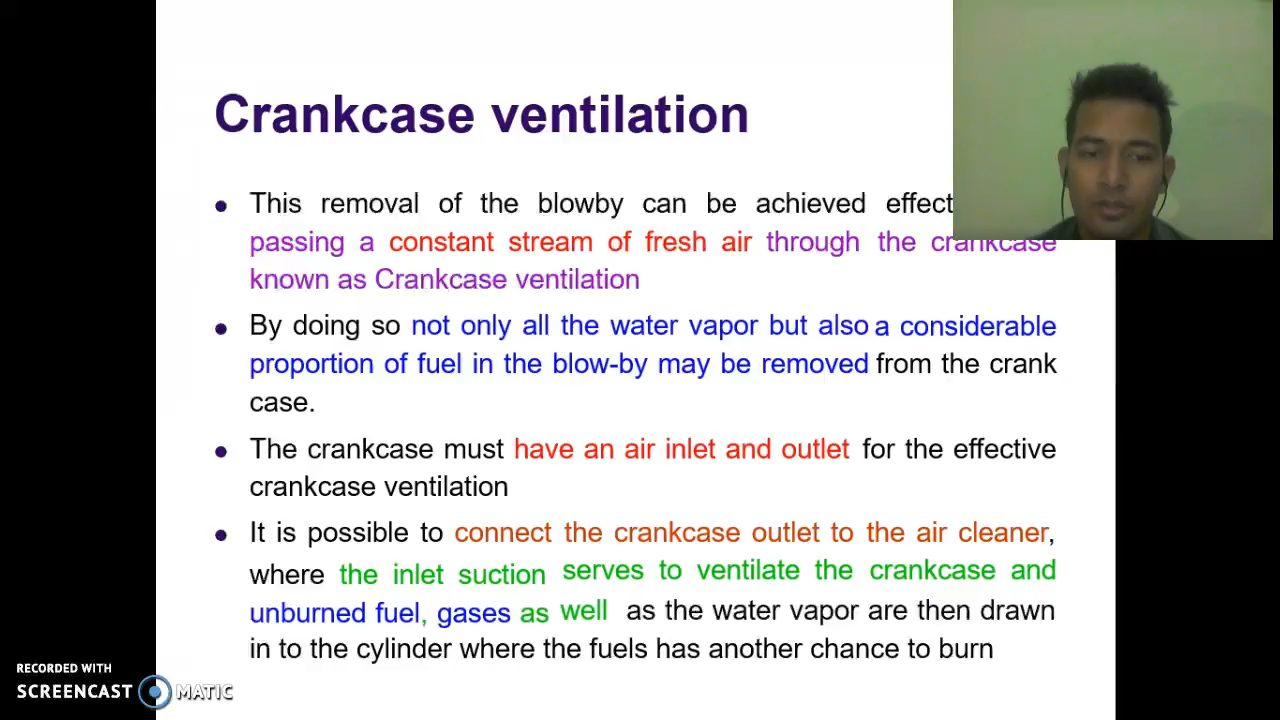 Crankcase ventilation
• This removal of the blowby can be achieved
passing a constant stream of fresh air through the crankcase
known as Crankcase ventilation
• By doing so not only all the water vapor but also a considerable
proportion of fuel in the blow-by may be removed from the crank
case.
• The crankcase must have an air inlet and outlet for the effective
crankcase ventilation
• It is possible to connect the crankcase outlet to the air cleaner,
where the inlet suction serves to ventilate the crankcase and
unburned fuel, gases as well as the water vapor are then drawn
in to the cylinder where the fuels has another chance to burn
RECORDED WITH
SCREENCAST MATIC